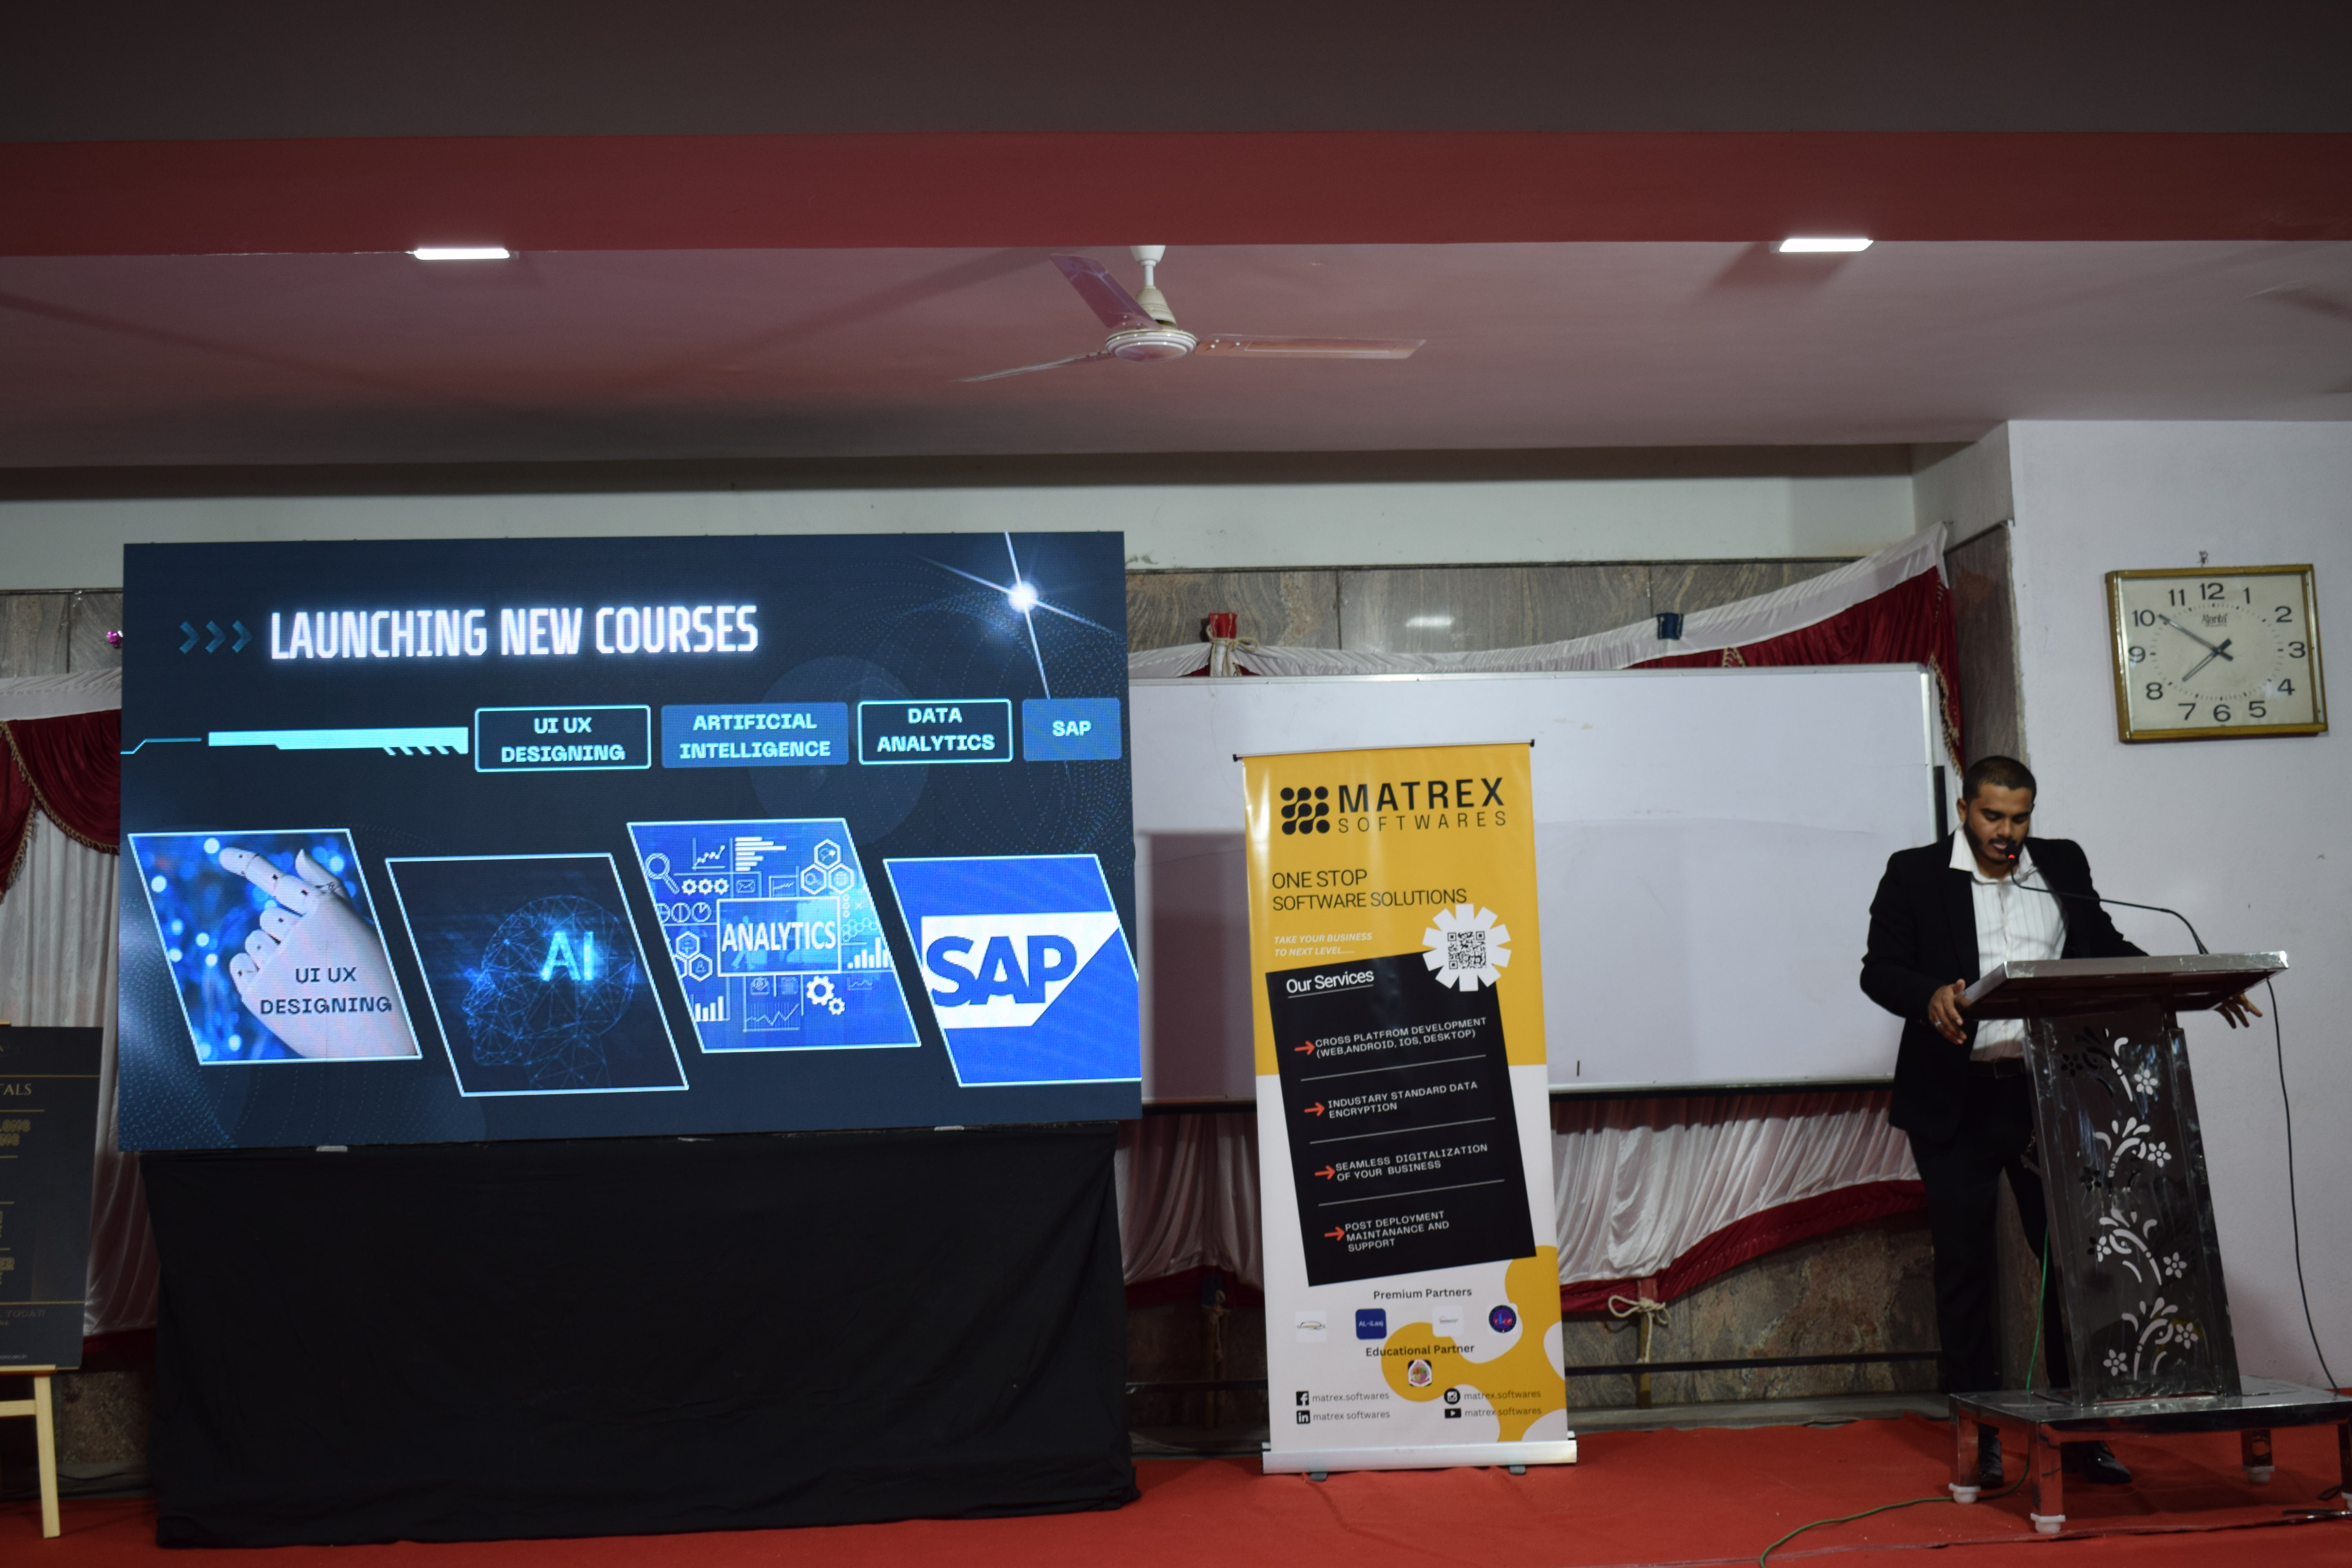 LAUNCHING NEW COURSES
UI UX
DESIGNING
ARTIFICIAL
INTELLIGENCE
DATA
ANALYTICS
SAP
UI UX
DESIGNING
AI
ANALYTICS
SAP
MATREX
SOFTWARES
ONE STOP
SOFTWARE SOLUTIONS
TAKE YOUR BUSINESS
TO NEXT LEVEL.....
Our Services
CROSS PLATFROM DEVELOPMENT
(WEB,ANDROID, IOS, DESKTOP)
INDUSTARY STANDARD DATA
ENCRYPTION
SEAMLESS DIGITALIZATION
OF YOUR BUSINESS
POST DEPLOYMENT
MAINTANANCE AND
SUPPORT
Premium Partners
Educational Partner
matrex.softwares
matrex.softwares
matrex softwares
matrex softwares
12
1
2
3
4
5
6
7
8
9
10
11
TALS